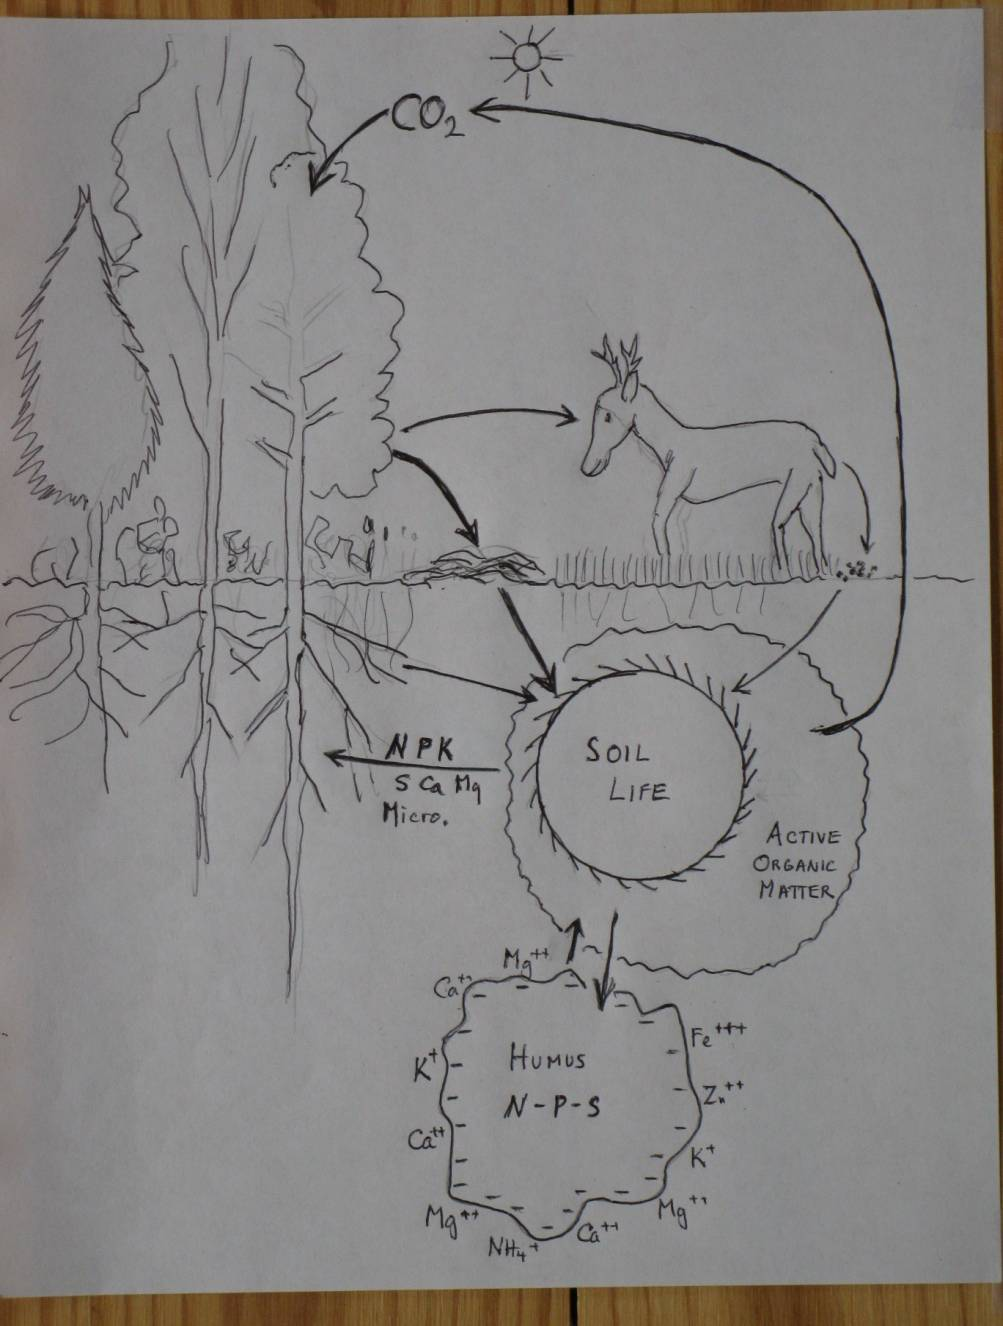 CO₂
NPK
S Ca Mg
Micro.
SOIL
LIFE
ACTIVE
ORGANIC
MATTER
Mg⁺⁺
Ca⁺⁺
Fe⁺⁺⁺
K⁺
HUMUS
Zn⁺⁺
N-P-S
Ca⁺⁺
K⁺
Mg⁺⁺
Mg⁺⁺
Ca⁺⁺
NH₄⁺